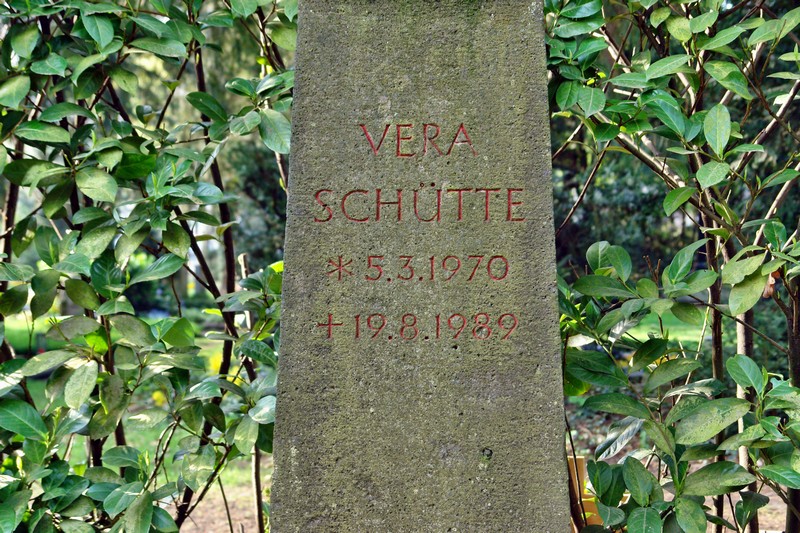 VERA
SCHÜTTE
* 5.3.1970
+ 19.8.1989